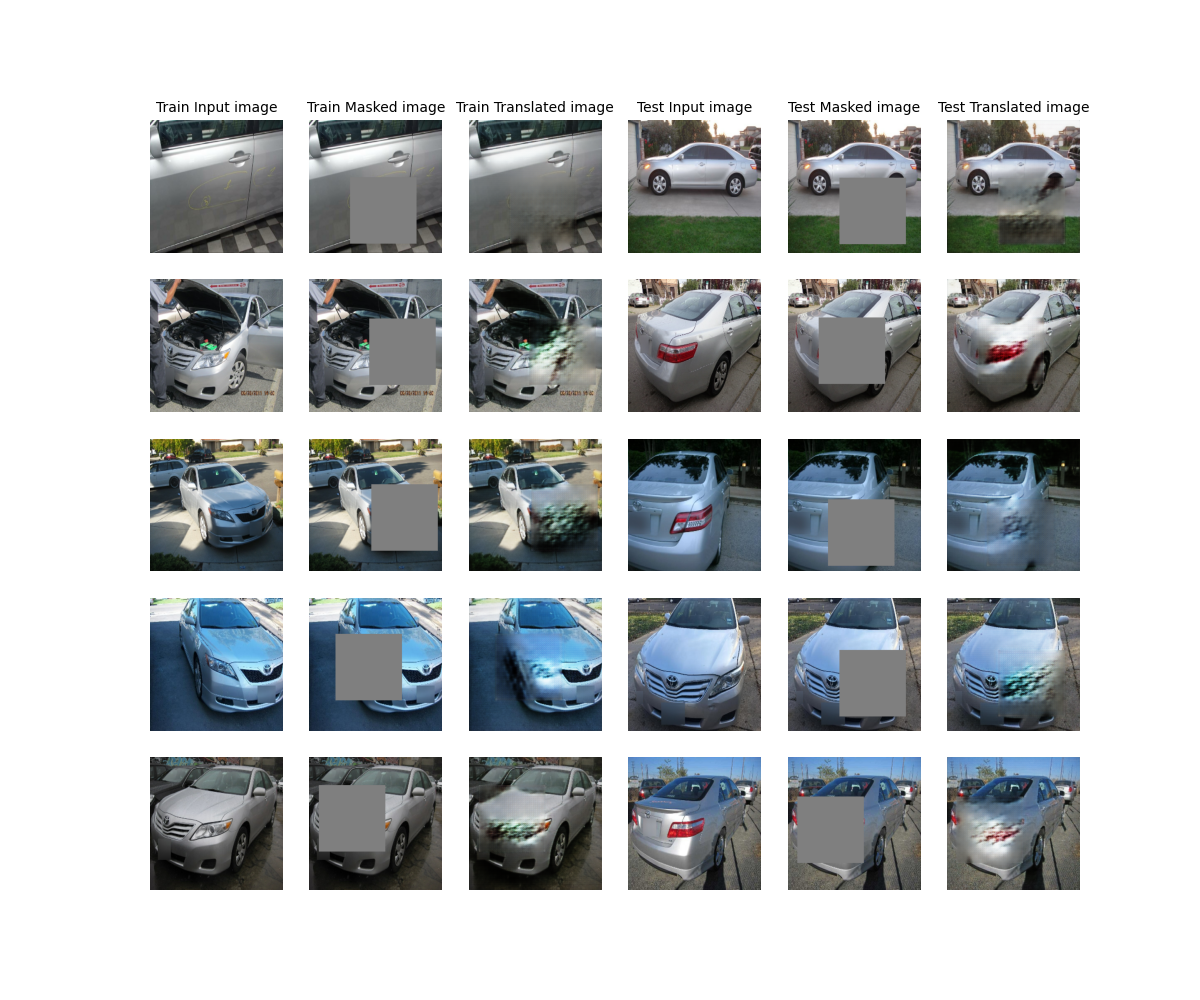 Train Input image
Train Masked image
Train Translated image
Test Input image
Test Masked image
Test Translated image